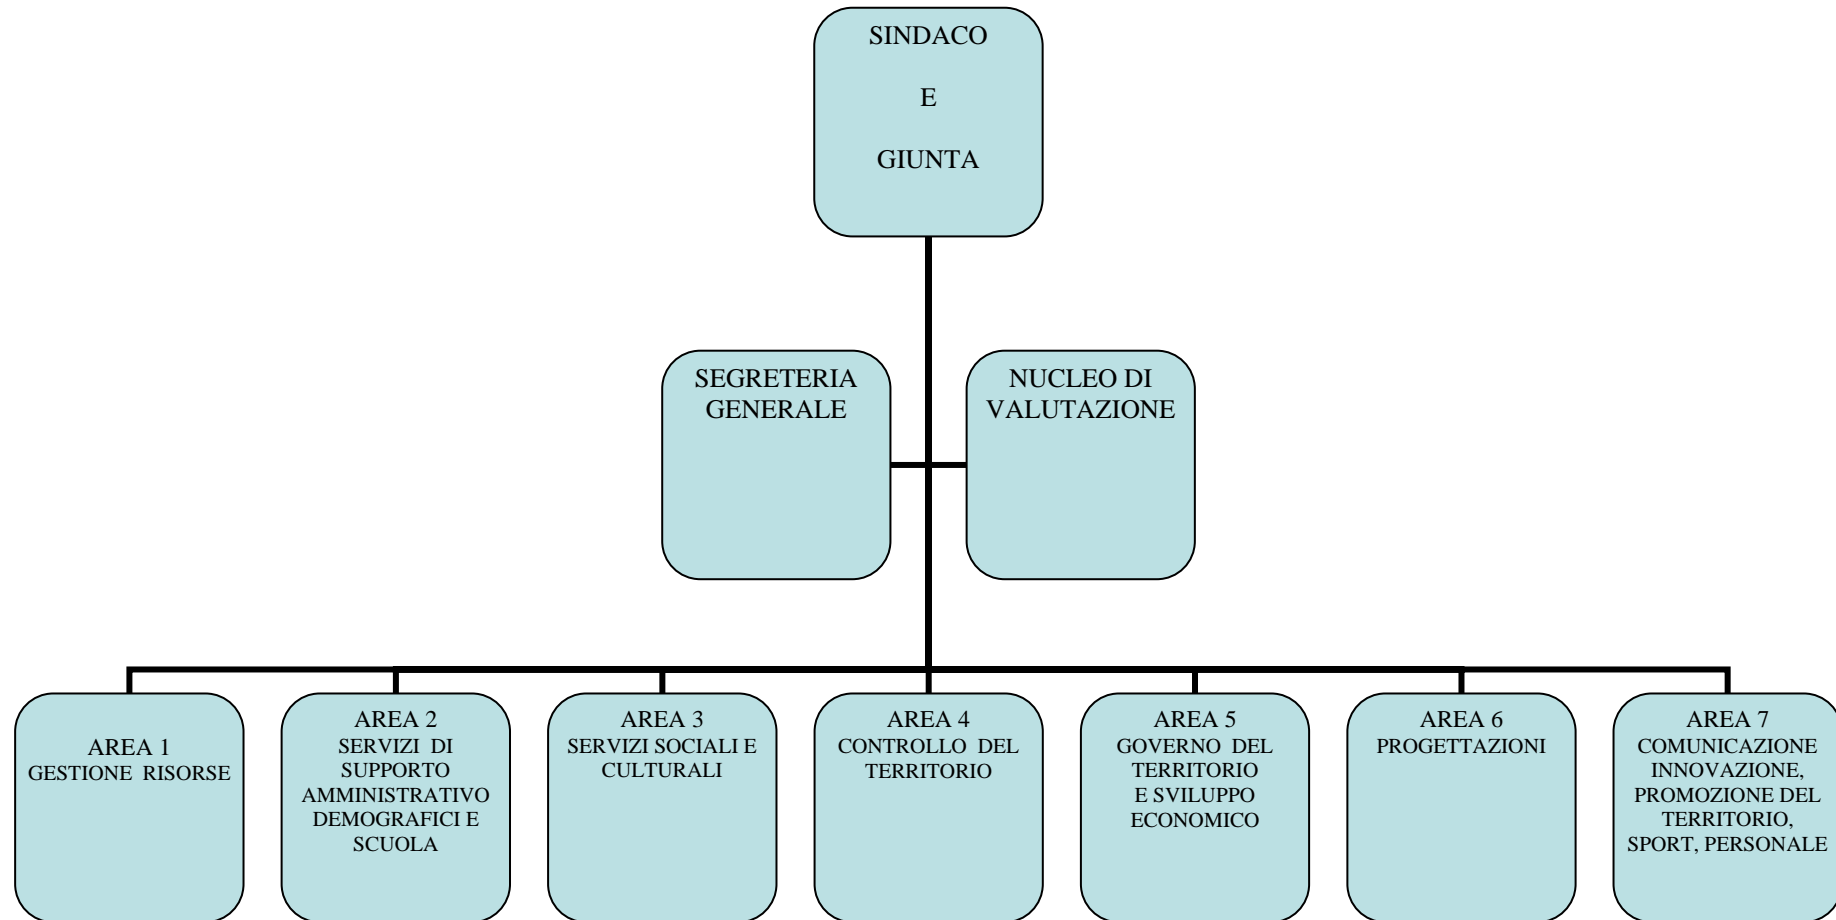 SINDACO
E
GIUNTA
SEGRETERIA
GENERALE
NUCLEO DI
VALUTAZIONE
AREA 1
GESTIONE RISORSE
AREA 2
SERVIZI DI
SUPPORTO
AMMINISTRATIVO
DEMOGRAFICI E
SCUOLA
AREA 3
SERVIZI SOCIALI E
CULTURALI
AREA 4
CONTROLLO DEL
TERRITORIO
AREA 5
GOVERNO DEL
TERRITORIO
E SVILUPPO
ECONOMICO
AREA 6
PROGETTAZIONI
AREA 7
COMUNICAZIONE
INNOVAZIONE,
PROMOZIONE DEL
TERRITORIO,
SPORT, PERSONALE